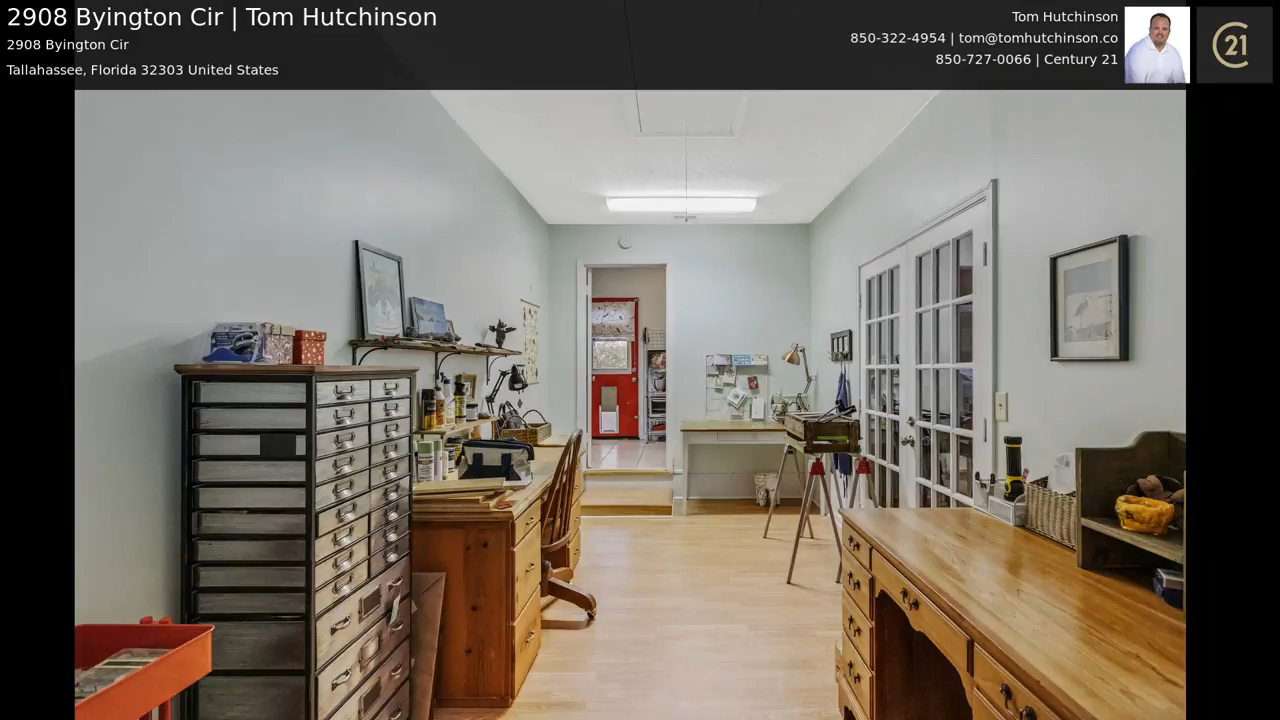 2908 Byington Cir | Tom Hutchinson
2908 Byington Cir
Tallahassee, Florida 32303 United States
Tom Hutchinson
850-322-4954 | tom@tomhutchinson.co
850-727-0066 | Century 21
C21